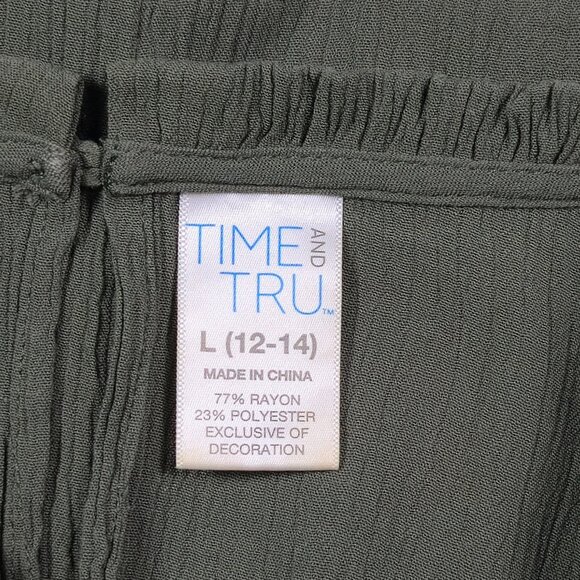 TIME AND
TRU™
L (12-14)
MADE IN CHINA
77% RAYON
23% POLYESTER
EXCLUSIVE OF
DECORATION